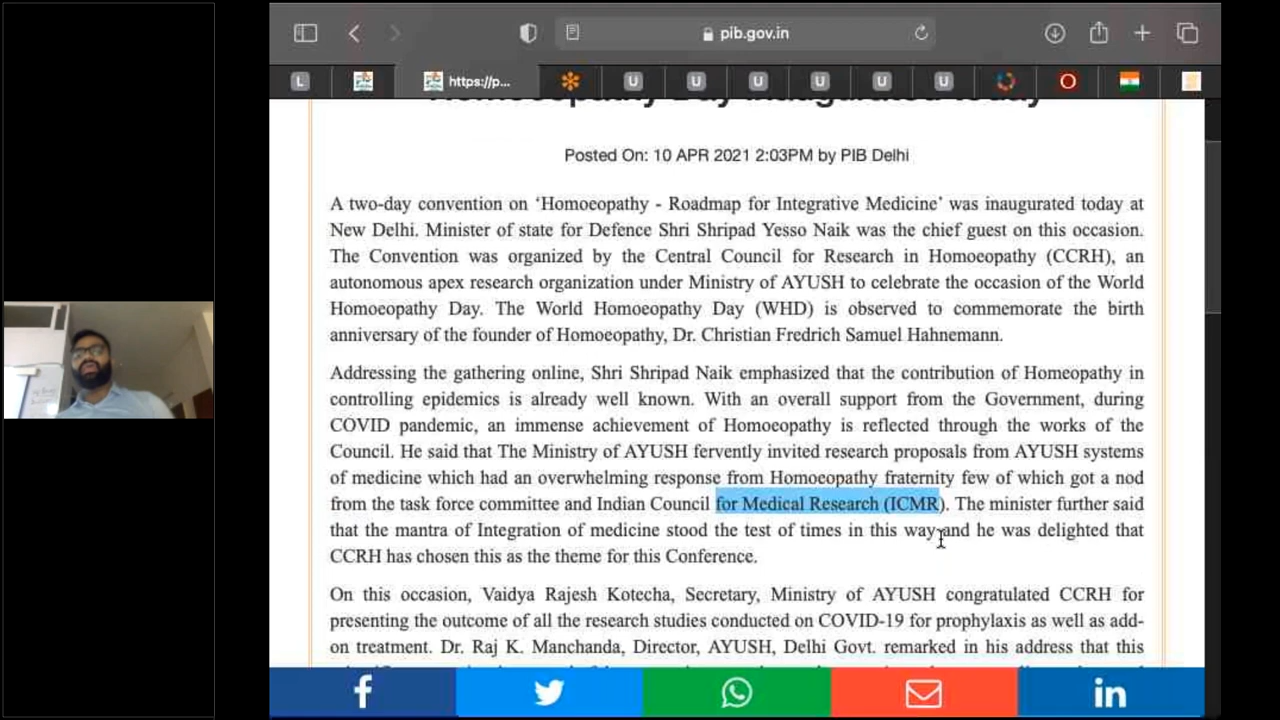 pib.gov.in
L
https://p...
U
U
U
U
U
U
O
Homoeopathy Day inaugurated today
Posted On: 10 APR 2021 2:03PM by PIB Delhi
A two-day convention on ‘Homoeopathy - Roadmap for Integrative Medicine’ was inaugurated today at
New Delhi. Minister of state for Defence Shri Shripad Yesso Naik was the chief guest on this occasion.
The Convention was organized by the Central Council for Research in Homoeopathy (CCRH), an
autonomous apex research organization under Ministry of AYUSH to celebrate the occasion of the World
Homoeopathy Day. The World Homoeopathy Day (WHD) is observed to commemorate the birth
anniversary of the founder of Homoeopathy, Dr. Christian Fredrich Samuel Hahnemann.
Addressing the gathering online, Shri Shripad Naik emphasized that the contribution of Homeopathy in
controlling epidemics is already well known. With an overall support from the Government, during
COVID pandemic, an immense achievement of Homoeopathy is reflected through the works of the
Council. He said that The Ministry of AYUSH fervently invited research proposals from AYUSH systems
of medicine which had an overwhelming response from Homoeopathy fraternity few of which got a nod
from the task force committee and Indian Council for Medical Research (ICMR). The minister further said
that the mantra of Integration of medicine stood the test of times in this way and he was delighted that
CCRH has chosen this as the theme for this Conference.
On this occasion, Vaidya Rajesh Kotecha, Secretary, Ministry of AYUSH congratulated CCRH for
presenting the outcome of all the research studies conducted on COVID-19 for prophylaxis as well as add-
on treatment. Dr. Raj K. Manchanda, Director, AYUSH, Delhi Govt. remarked in his address that this